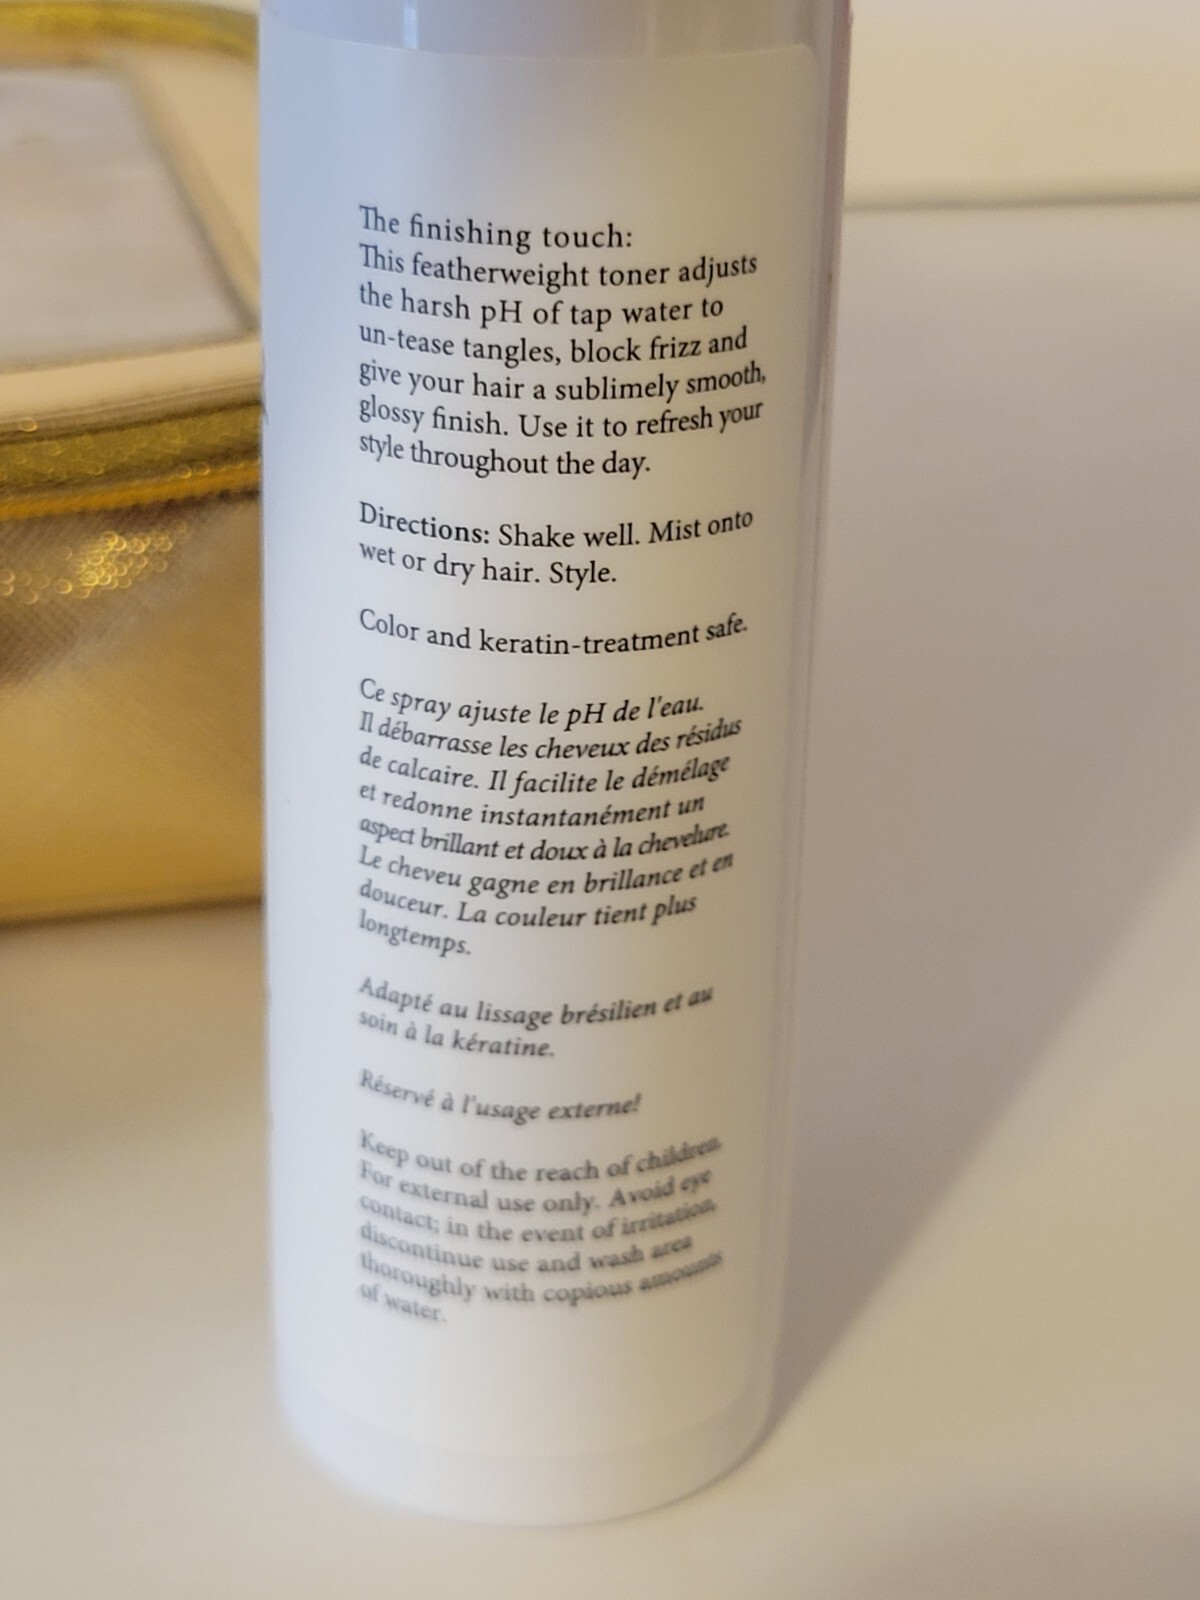 The finishing touch:
This featherweight toner adjusts
the harsh pH of tap water to
un-tease tangles, block frizz and
give your hair a sublimely smooth,
glossy finish. Use it to refresh your
style throughout the day.
Directions: Shake well. Mist onto
wet or dry hair. Style.
Color and keratin-treatment safe.
Ce spray ajuste le pH de l'eau.
Il débarrasse les cheveux des résidus
de calcaire. Il facilite le démélage
et redonne instantanément un
aspect brillant et doux à la chevelure.
Le cheveu gagne en brillance et en
douceur. La couleur tient plus
longtemps.
Adapté au lissage brésilien et au
soin à la kératine.
Réservé à l'usage externe!
Keep out of the reach of children.
For external use only. Avoid eye
contact; in the event of irritation,
discontinue use and wash area
thoroughly with copious amounts
of water.